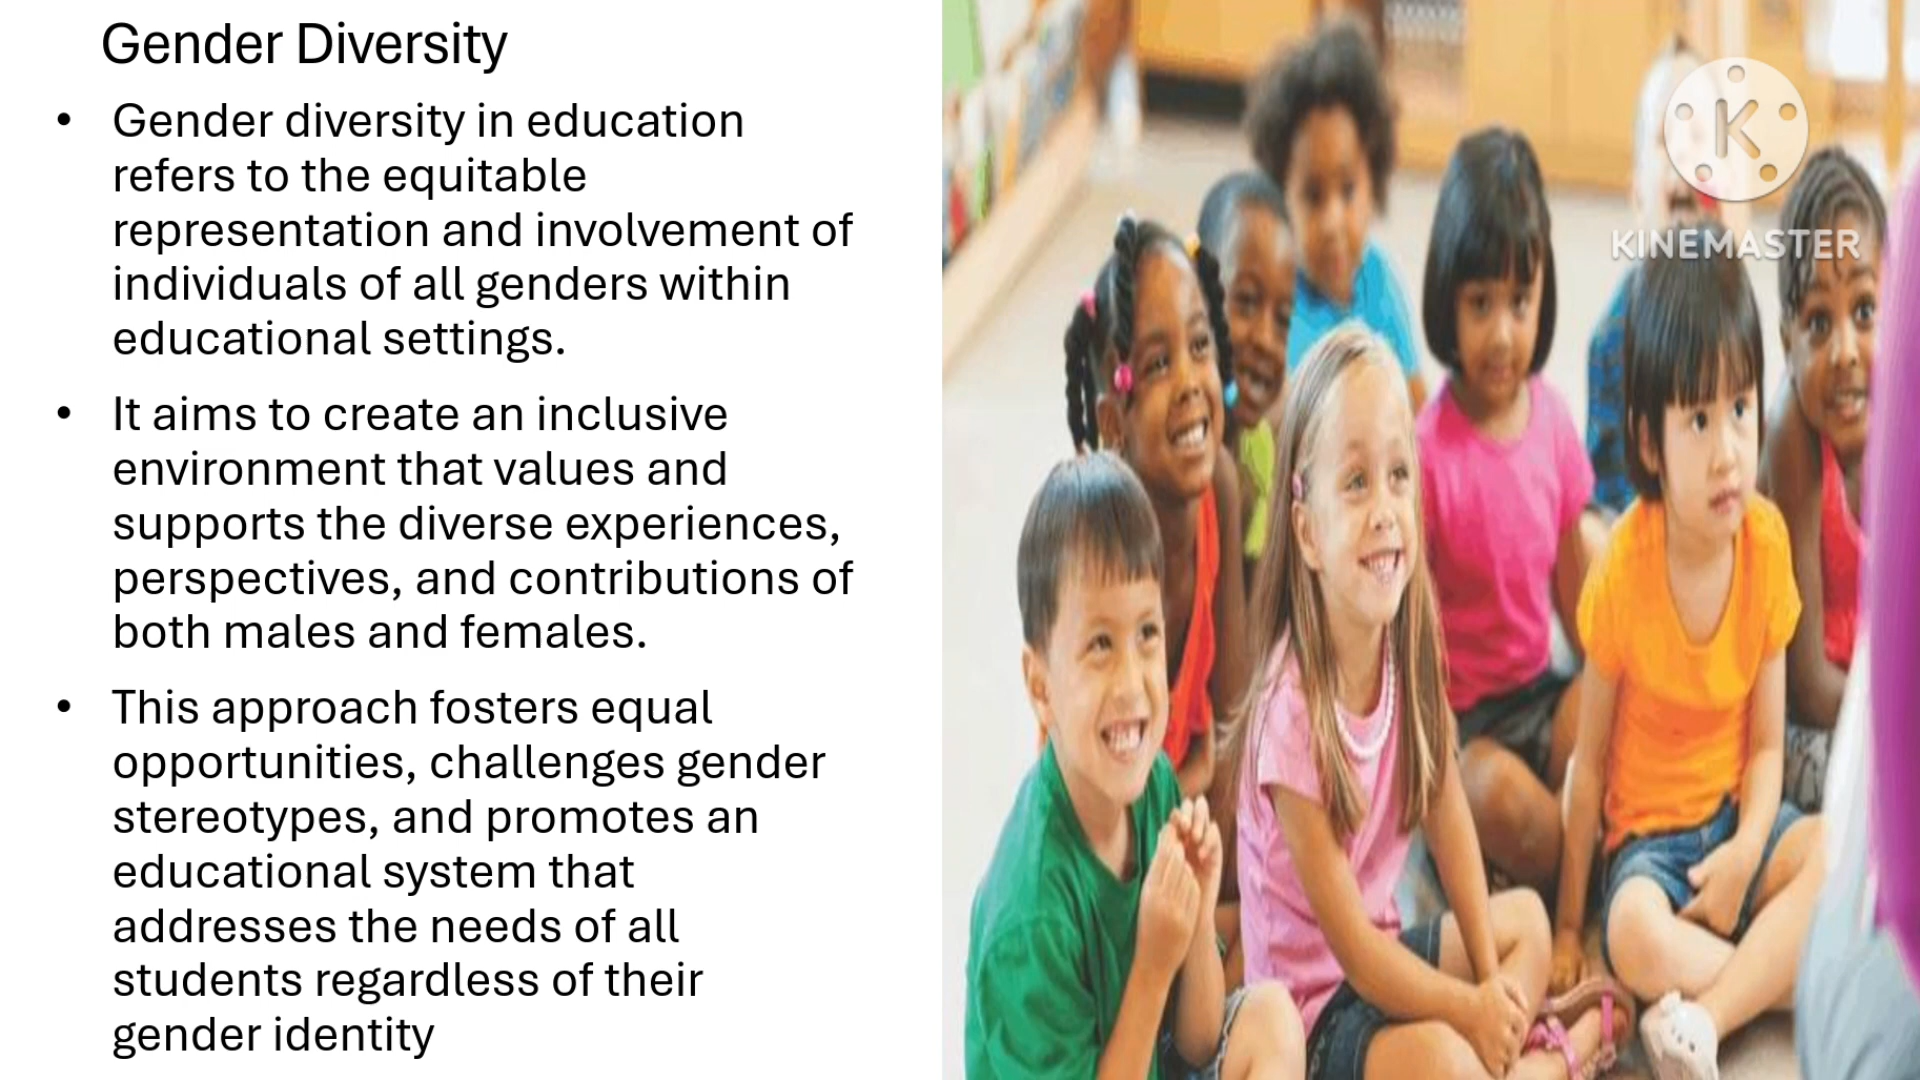 Gender Diversity
• Gender diversity in education
refers to the equitable
representation and involvement of
individuals of all genders within
educational settings.
• It aims to create an inclusive
environment that values and
supports the diverse experiences,
perspectives, and contributions of
both males and females.
• This approach fosters equal
opportunities, challenges gender
stereotypes, and promotes an
educational system that
addresses the needs of all
students regardless of their
gender identity
K
KINEMASTER